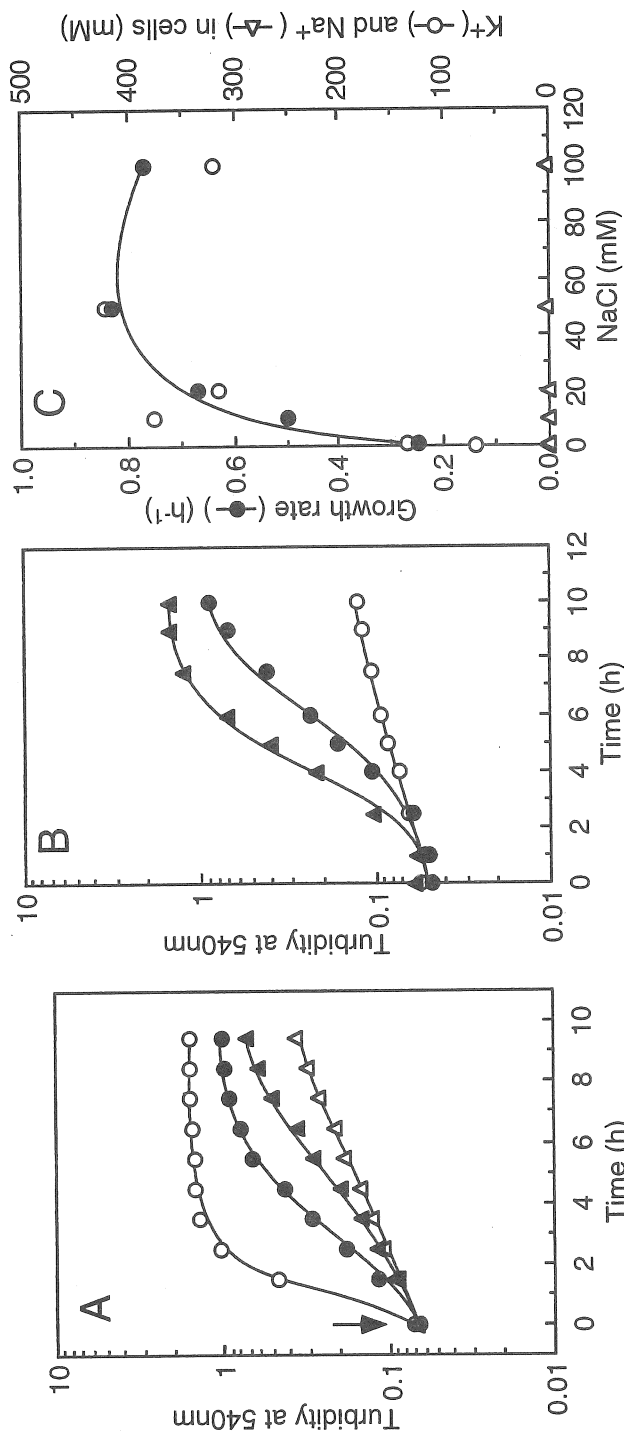 A
Turbidity at 540nm
10
1
0.1
0.01
0 2 4 6 8 10
Time (h)
B
Turbidity at 540nm
10
1
0.1
0.01
0 2 4 6 8 10 12
Time (h)
C
Growth rate (–●–) (h⁻¹)
1.0
0.8
0.6
0.4
0.2
0.0
0 20 40 60 80 100 120
NaCl (mM)
500
400
300
200
100
0
K⁺(–○–) and Na⁺ (–△–) in cells (mM)